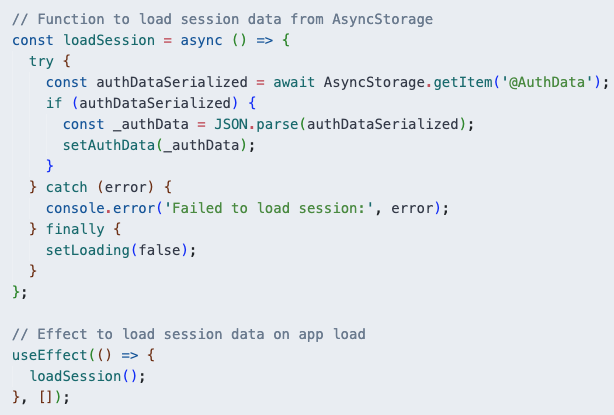 // Function to load session data from AsyncStorage
const loadSession = async () => {
  try {
    const authDataSerialized = await AsyncStorage.getItem('@AuthData');
    if (authDataSerialized) {
      const _authData = JSON.parse(authDataSerialized);
      setAuthData(_authData);
    }
  } catch (error) {
    console.error('Failed to load session:', error);
  } finally {
    setLoading(false);
  }
};

// Effect to load session data on app load
useEffect(() => {
  loadSession();
}, []);